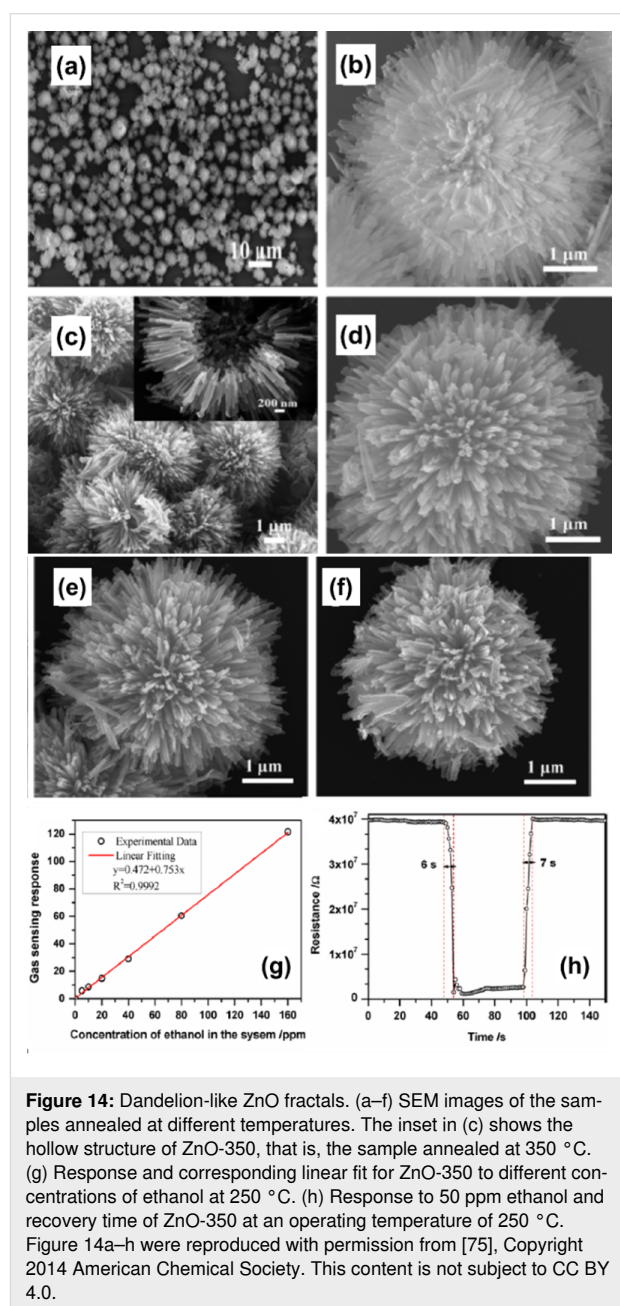 (a)
10 µm
(b)
1 µm
(c)
200 nm
1 µm
(d)
1 µm
(e)
1 µm
(f)
1 µm
Gas sensing response
120
100
80
60
40
20
0
Experimental Data
Linear Fitting
y=0.472+0.753x
R²=0.9992
(g)
0 20 40 60 80 100 120 140 160
Concentration of ethanol in the sysem /ppm
Resistance /Ω
4x10⁷
3x10⁷
2x10⁷
1x10⁷
0
6 s
7 s
(h)
0 20 40 60 80 100 120 140
Time /s
Figure 14: Dandelion-like ZnO fractals. (a–f) SEM images of the sam-
ples annealed at different temperatures. The inset in (c) shows the
hollow structure of ZnO-350, that is, the sample annealed at 350 °C.
(g) Response and corresponding linear fit for ZnO-350 to different con-
centrations of ethanol at 250 °C. (h) Response to 50 ppm ethanol and
recovery time of ZnO-350 at an operating temperature of 250 °C.
Figure 14a–h were reproduced with permission from [75], Copyright
2014 American Chemical Society. This content is not subject to CC BY
4.0.